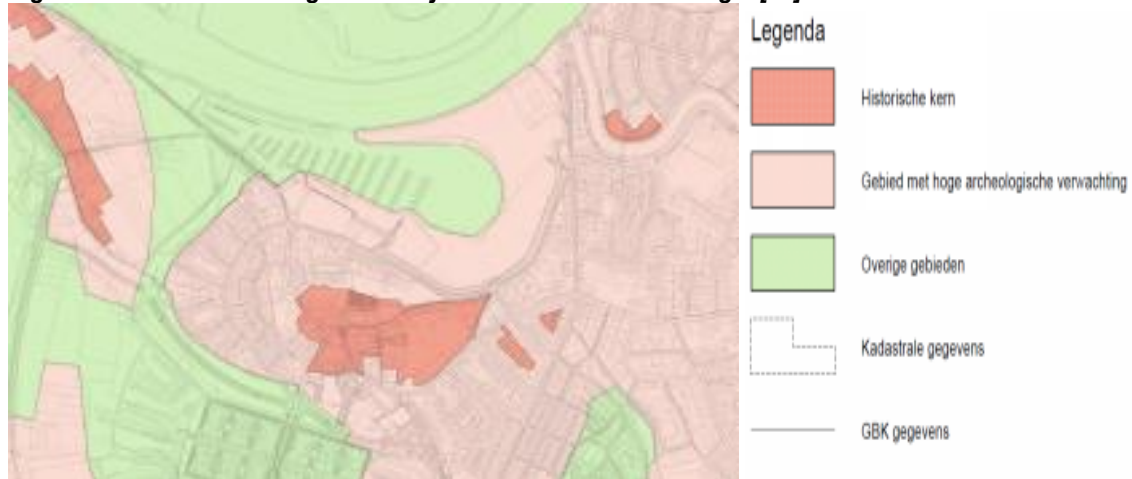 Legenda
Historische kern
Gebied met hoge archeologische verwachting
Overige gebieden
Kadastrale gegevens
GBK gegevens